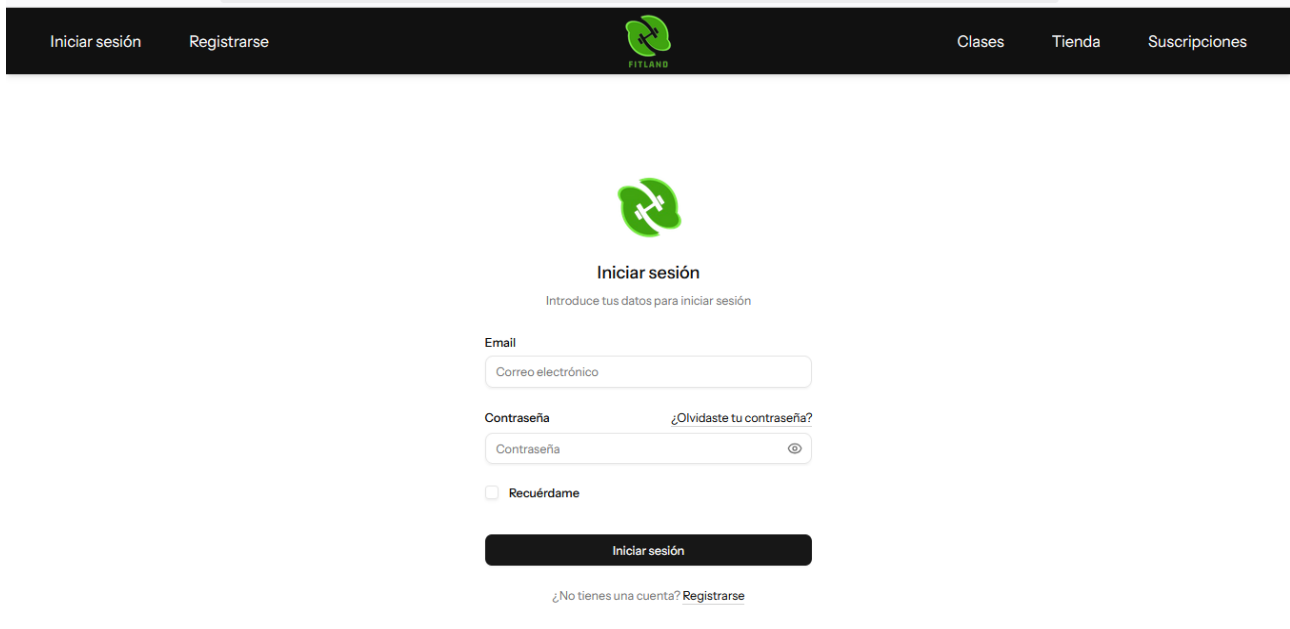 Iniciar sesión Registrarse FITLAND Clases Tienda Suscripciones
Iniciar sesión
Introduce tus datos para iniciar sesión
Email
Correo electrónico
Contraseña ¿Olvidaste tu contraseña?
Contraseña
Recuérdame
Iniciar sesión
¿No tienes una cuenta? Registrarse